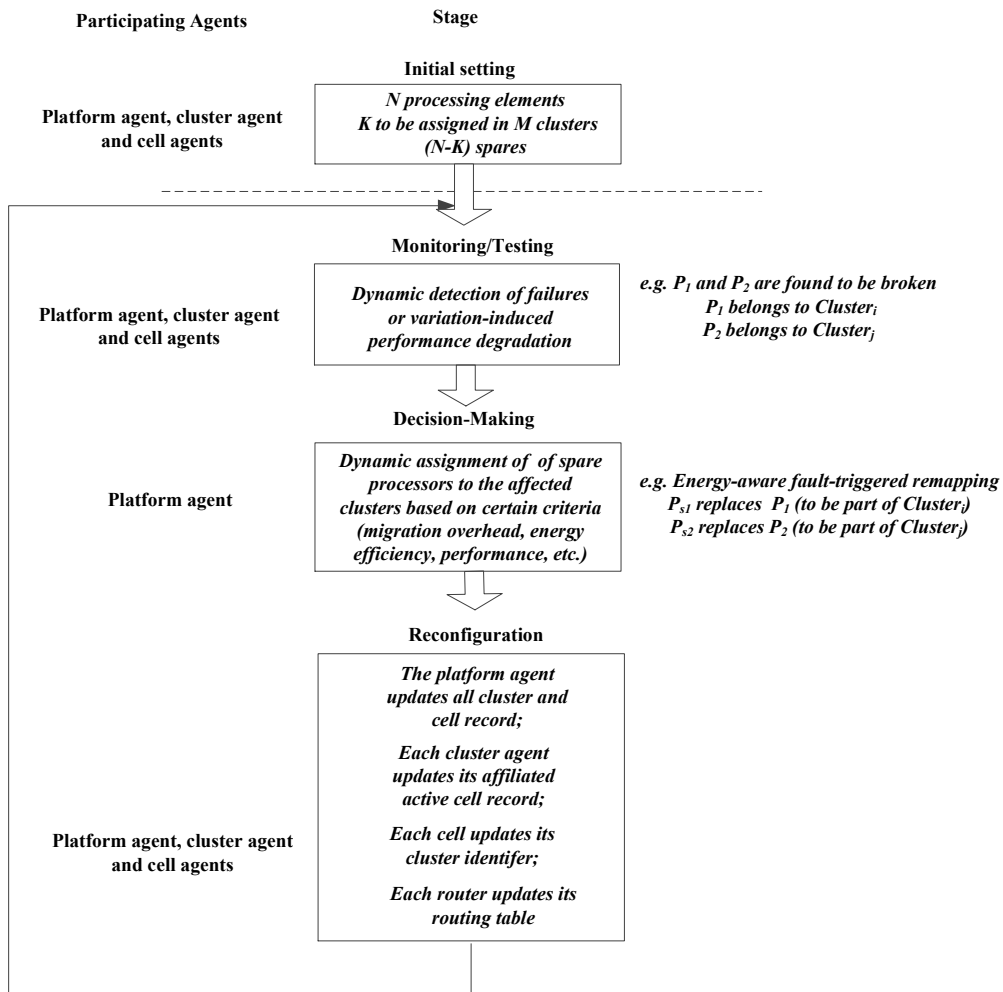 Participating Agents
Stage
Initial setting
Platform agent, cluster agent
and cell agents
N processing elements
K to be assigned in M clusters
(N-K) spares
Monitoring/Testing
Platform agent, cluster agent
and cell agents
Dynamic detection of failures
or variation-induced
performance degradation
e.g. P1 and P2 are found to be broken
P1 belongs to Clusteri
P2 belongs to Clusterj
Decision-Making
Platform agent
Dynamic assignment of of spare
processors to the affected
clusters based on certain criteria
(migration overhead, energy
efficiency, performance, etc.)
e.g. Energy-aware fault-triggered remapping
Ps1 replaces P1 (to be part of Clusteri)
Ps2 replaces P2 (to be part of Clusterj)
Reconfiguration
Platform agent, cluster agent
and cell agents
The platform agent
updates all cluster and
cell record;
Each cluster agent
updates its affiliated
active cell record;
Each cell updates its
cluster identifer;
Each router updates its
routing table